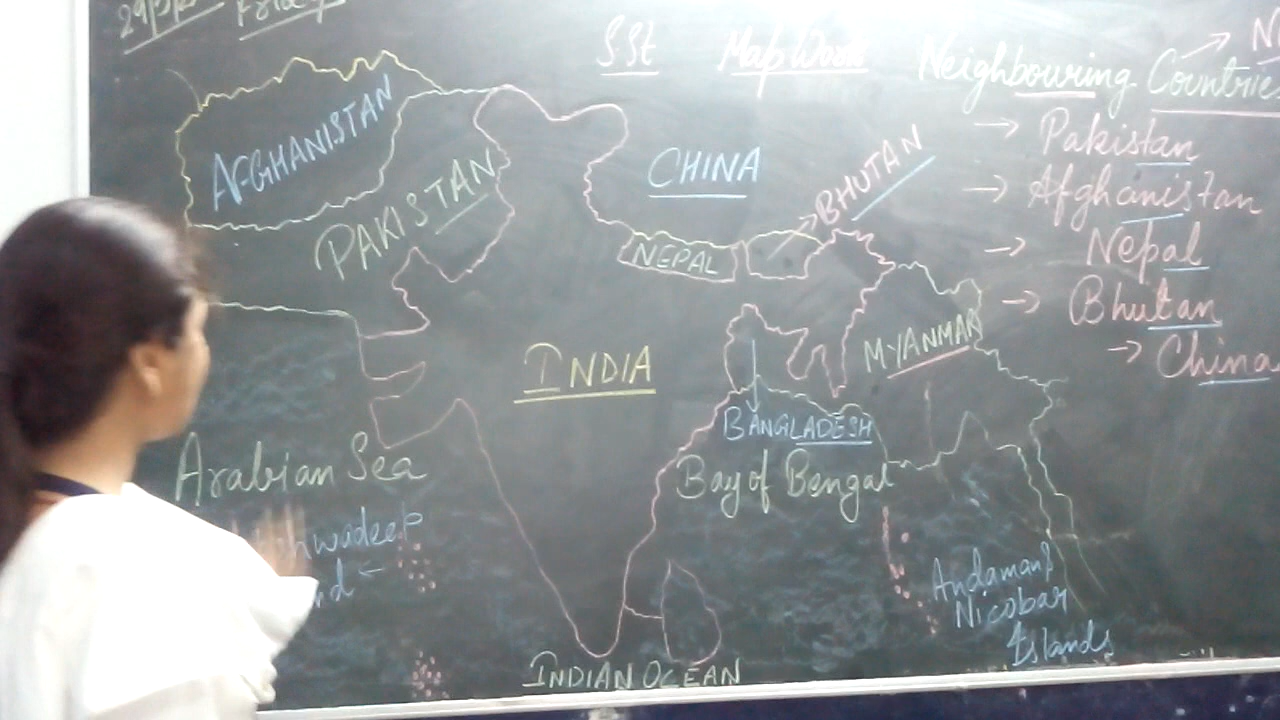 SSt Map Work Neighbouring Countries
AFGHANISTAN
PAKISTAN
CHINA
BHUTAN
NEPAL
MYANMAR
INDIA
BANGLADESH
Arabian Sea
Bay of Bengal
Andaman &
Nicobar
Islands
INDIAN OCEAN
→ Pakistan
→ Afghanistan
→ Nepal
→ Bhutan
→ China